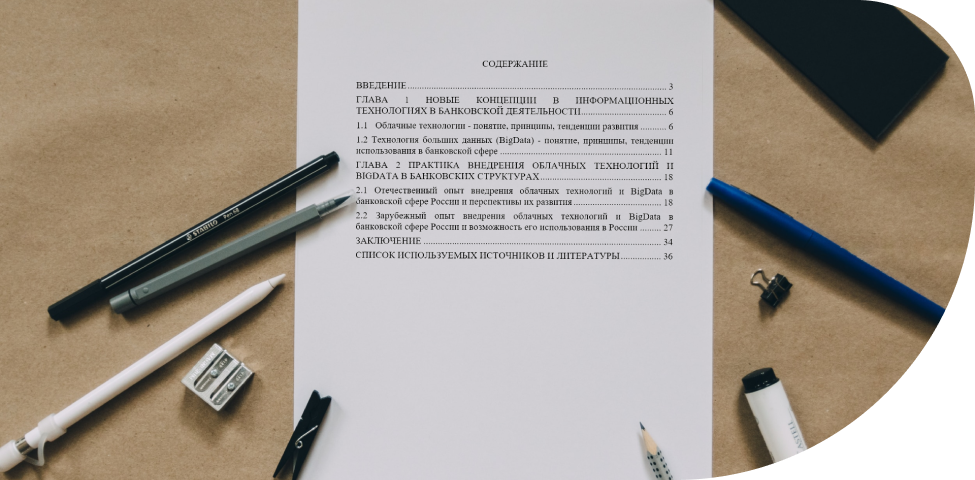 СОДЕРЖАНИЕ
ВВЕДЕНИЕ 3
ГЛАВА 1 НОВЫЕ КОНЦЕПЦИИ В ИНФОРМАЦИОННЫХ
ТЕХНОЛОГИЯХ В БАНКОВСКОЙ ДЕЯТЕЛЬНОСТИ 6
1.1 Облачные технологии - понятие, принципы, тенденции развития 6
1.2 Технология больших данных (BigData) - понятие, принципы, тенденции
использования в банковской сфере 11
ГЛАВА 2 ПРАКТИКА ВНЕДРЕНИЯ ОБЛАЧНЫХ ТЕХНОЛОГИЙ И
BIGDATA В БАНКОВСКИХ СТРУКТУРАХ 18
2.1 Отечественный опыт внедрения облачных технологий и BigData в
банковской сфере России и перспективы их развития 18
2.2 Зарубежный опыт внедрения облачных технологий и BigData в
банковской сфере России и возможность его использования в России 27
ЗАКЛЮЧЕНИЕ 34
СПИСОК ИСПОЛЬЗУЕМЫХ ИСТОЧНИКОВ И ЛИТЕРАТУРЫ 36
STABILO Pen 68